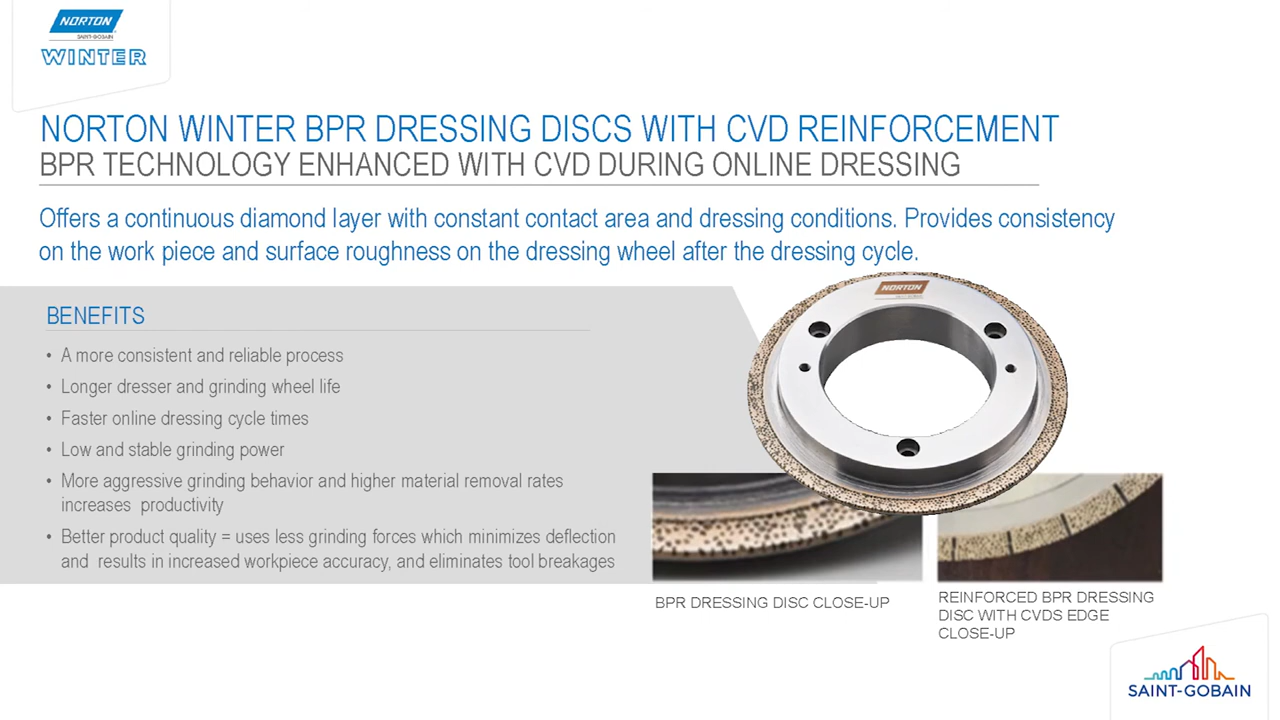 NORTON
SAINT-GOBAIN
WINTER
NORTON WINTER BPR DRESSING DISCS WITH CVD REINFORCEMENT
BPR TECHNOLOGY ENHANCED WITH CVD DURING ONLINE DRESSING
Offers a continuous diamond layer with constant contact area and dressing conditions. Provides consistency
on the work piece and surface roughness on the dressing wheel after the dressing cycle.
BENEFITS
• A more consistent and reliable process
• Longer dresser and grinding wheel life
• Faster online dressing cycle times
• Low and stable grinding power
• More aggressive grinding behavior and higher material removal rates
increases productivity
• Better product quality = uses less grinding forces which minimizes deflection
and results in increased workpiece accuracy, and eliminates tool breakages
NORTON
SAINT-GOBAIN
BPR DRESSING DISC CLOSE-UP
REINFORCED BPR DRESSING
DISC WITH CVDS EDGE
CLOSE-UP
SAINT-GOBAIN